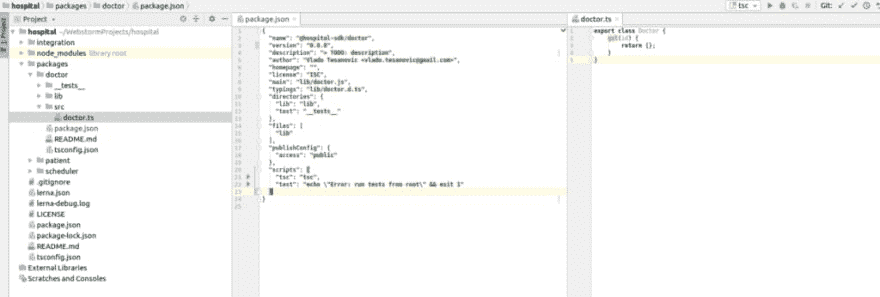 hospital packages doctor package.json
tsc Git:
1: Project
Project
hospital ~/WebstormProjects/hospital
integration
node_modules library root
packages
doctor
__tests__
lib
src
doctor.ts
package.json
README.md
tsconfig.json
patient
scheduler
.gitignore
lerna.json
lerna-debug.log
LICENSE
package.json
package-lock.json
README.md
tsconfig.json
External Libraries
Scratches and Consoles
package.json
1 {
2 "name": "@hospital-sdk/doctor",
3 "version": "0.0.8",
4 "description": "> TODO: description",
5 "author": "Vlado Tesanovic <vlado.tesanovic@gmail.com>",
6 "homepage": "",
7 "license": "ISC",
8 "main": "lib/doctor.js",
9 "typings": "lib/doctor.d.ts",
10 "directories": {
11 "lib": "lib",
12 "test": "__tests__"
13 },
14 "files": [
15 "lib"
16 ],
17 "publishConfig": {
18 "access": "public"
19 },
20 "scripts": {
21 "tsc": "tsc",
22 "test": "echo \"Error: run tests from root\" && exit 1"
23 }
24 }
25
doctor.ts
1 export class Doctor {
2 get(id) {
3 return {};
4 }
5 }